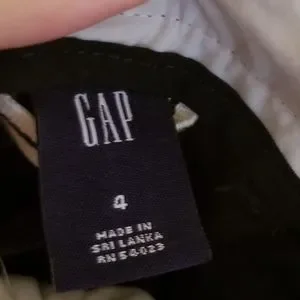 GAP
4
MADE IN
SRI LANKA
RN 54023